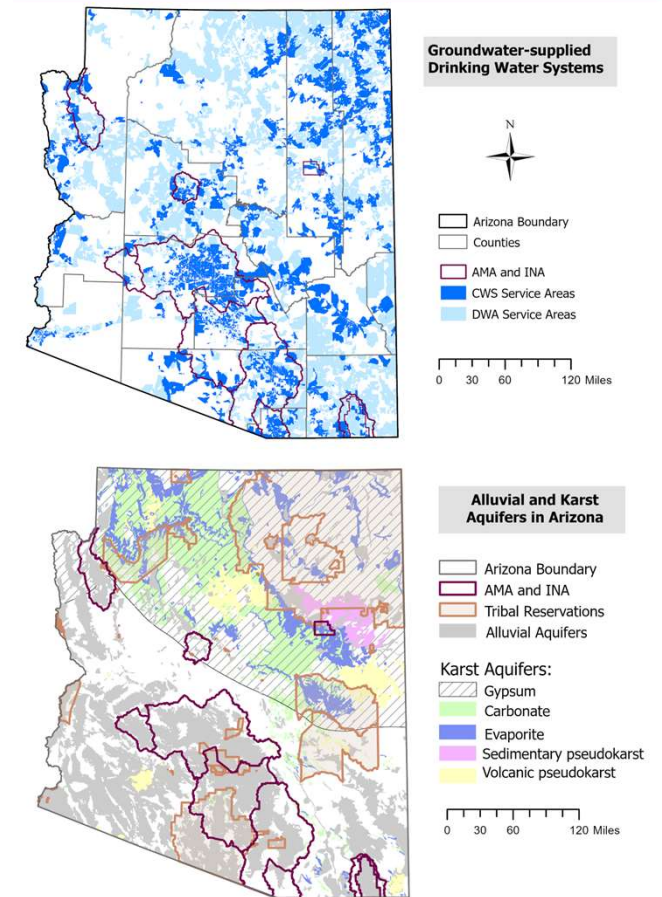 Groundwater-supplied
Drinking Water Systems
N
Arizona Boundary
Counties
AMA and INA
CWS Service Areas
DWA Service Areas
0 30 60 120 Miles
Alluvial and Karst
Aquifers in Arizona
Arizona Boundary
AMA and INA
Tribal Reservations
Alluvial Aquifers
Karst Aquifers:
Gypsum
Carbonate
Evaporite
Sedimentary pseudokarst
Volcanic pseudokarst
0 30 60 120 Miles